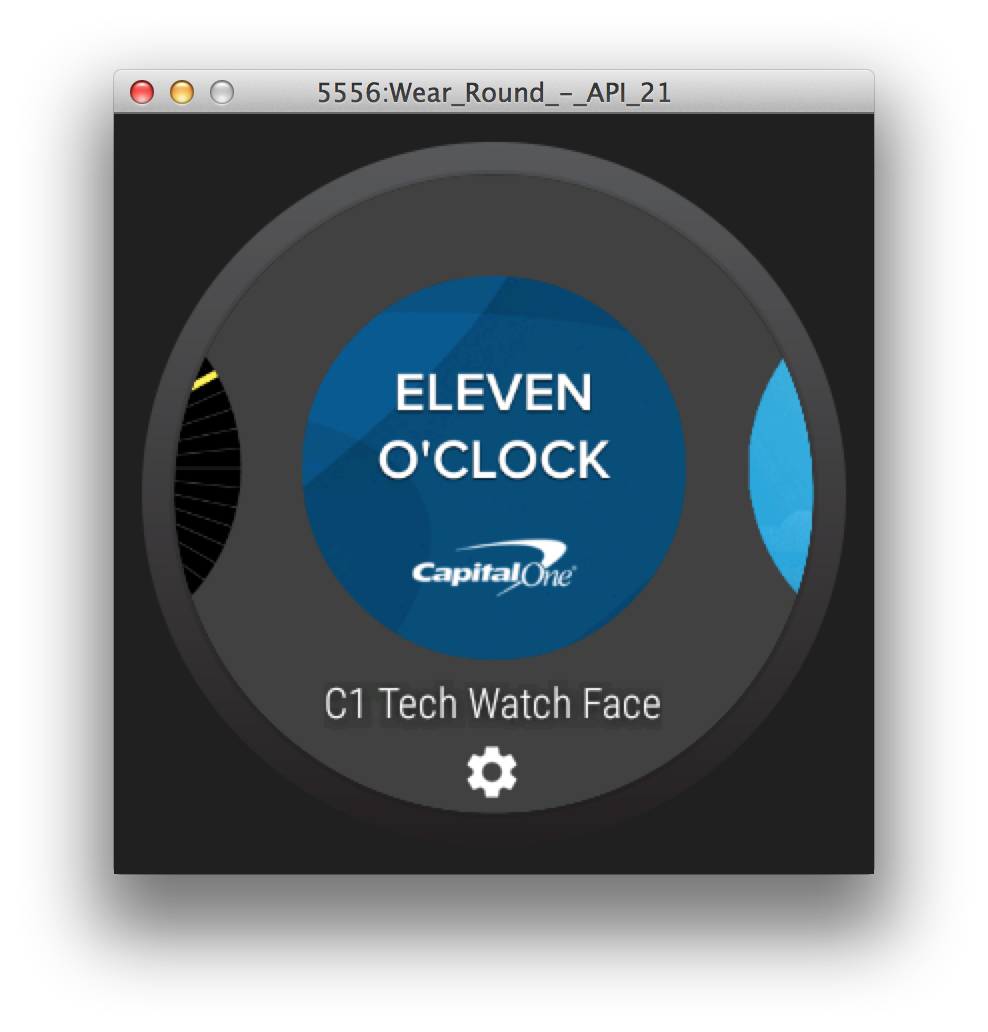 5556:Wear_Round_-_API_21
ELEVEN
O'CLOCK
CapitalOne®
C1 Tech Watch Face